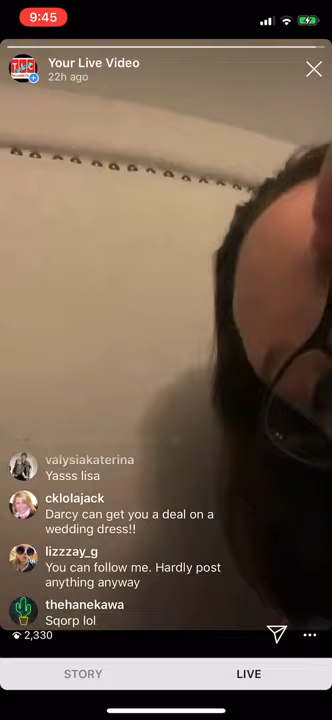 9:45
Your Live Video
22h ago
valysiakaterina
Yasss lisa
cklolajack
Darcy can get you a deal on a
wedding dress!!
lizzzay_g
You can follow me. Hardly post
anything anyway
thehanekawa
Sqorp lol
2,330
STORY
LIVE